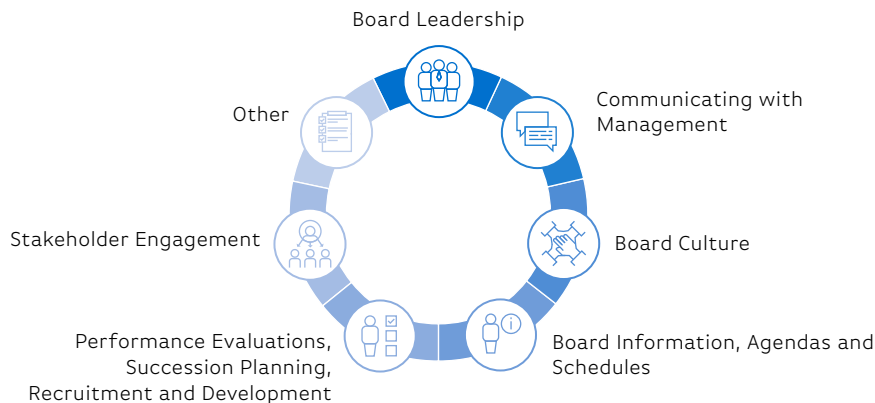 Board Leadership
Communicating with
Management
Board Culture
Board Information, Agendas and
Schedules
Performance Evaluations,
Succession Planning,
Recruitment and Development
Stakeholder Engagement
Other